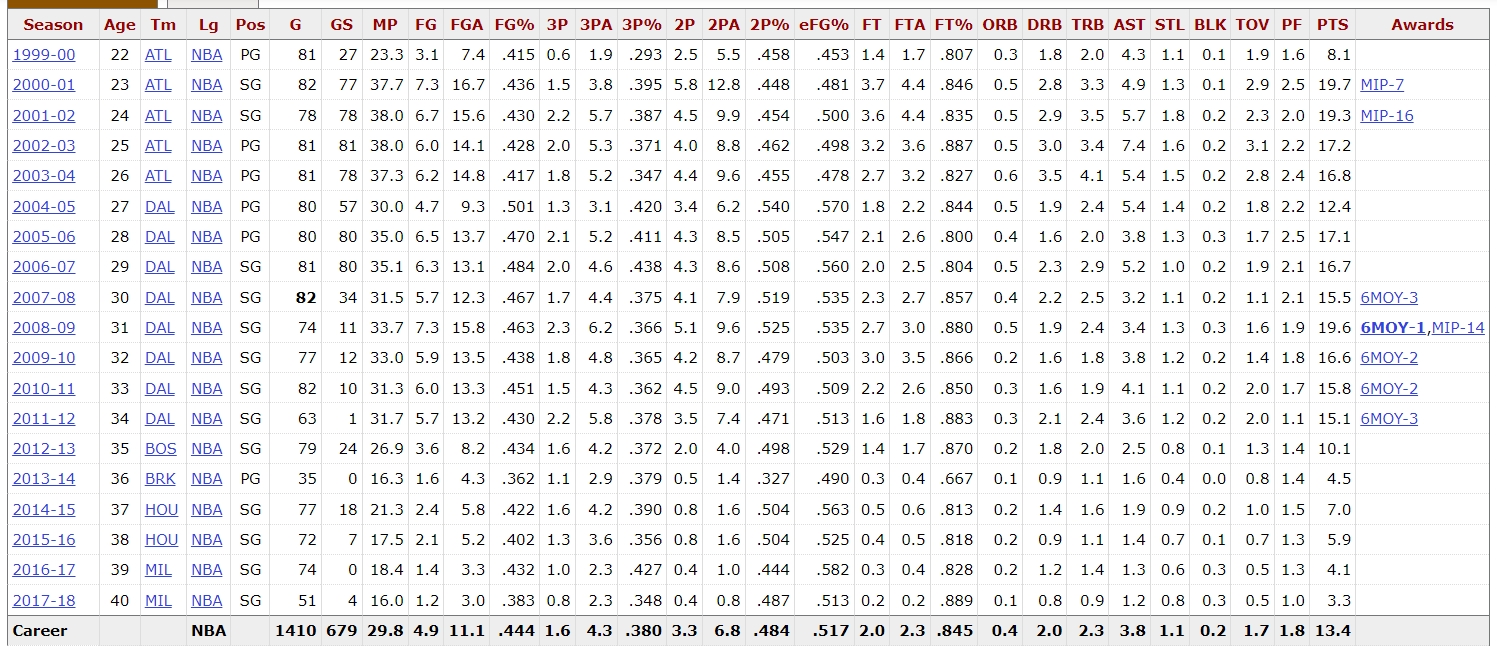 Season Age Tm Lg Pos G GS MP FG FGA FG% 3P 3PA 3P% 2P 2PA 2P% eFG% FT FTA FT% ORB DRB TRB AST STL BLK TOV PF PTS Awards
1999-00 22 ATL NBA PG 81 27 23.3 3.1 7.4 .415 0.6 1.9 .293 2.5 5.5 .458 .453 1.4 1.7 .807 0.3 1.8 2.0 4.3 1.1 0.1 1.9 1.6 8.1
2000-01 23 ATL NBA SG 82 77 37.7 7.3 16.7 .436 1.5 3.8 .395 5.8 12.8 .448 .481 3.7 4.4 .846 0.5 2.8 3.3 4.9 1.3 0.1 2.9 2.5 19.7 MIP-7
2001-02 24 ATL NBA SG 78 78 38.0 6.7 15.6 .430 2.2 5.7 .387 4.5 9.9 .454 .500 3.6 4.4 .835 0.5 2.9 3.5 5.7 1.8 0.2 2.3 2.0 19.3 MIP-16
2002-03 25 ATL NBA PG 81 81 38.0 6.0 14.1 .428 2.0 5.3 .371 4.0 8.8 .462 .498 3.2 3.6 .887 0.5 3.0 3.4 7.4 1.6 0.2 3.1 2.2 17.2
2003-04 26 ATL NBA PG 81 78 37.3 6.2 14.8 .417 1.8 5.2 .347 4.4 9.6 .455 .478 2.7 3.2 .827 0.6 3.5 4.1 5.4 1.5 0.2 2.8 2.4 16.8
2004-05 27 DAL NBA PG 80 57 30.0 4.7 9.3 .501 1.3 3.1 .420 3.4 6.2 .540 .570 1.8 2.2 .844 0.5 1.9 2.4 5.4 1.4 0.2 1.8 2.2 12.4
2005-06 28 DAL NBA PG 80 80 35.0 6.5 13.7 .470 2.1 5.2 .411 4.3 8.5 .505 .547 2.1 2.6 .800 0.4 1.6 2.0 3.8 1.3 0.3 1.7 2.5 17.1
2006-07 29 DAL NBA SG 81 80 35.1 6.3 13.1 .484 2.0 4.6 .438 4.3 8.6 .508 .560 2.0 2.5 .804 0.5 2.3 2.9 5.2 1.0 0.2 1.9 2.1 16.7
2007-08 30 DAL NBA SG 82 34 31.5 5.7 12.3 .467 1.7 4.4 .375 4.1 7.9 .519 .535 2.3 2.7 .857 0.4 2.2 2.5 3.2 1.1 0.2 1.1 2.1 15.5 6MOY-3
2008-09 31 DAL NBA SG 74 11 33.7 7.3 15.8 .463 2.3 6.2 .366 5.1 9.6 .525 .535 2.7 3.0 .880 0.5 1.9 2.4 3.4 1.3 0.3 1.6 1.9 19.6 6MOY-1,MIP-14
2009-10 32 DAL NBA SG 77 12 33.0 5.9 13.5 .438 1.8 4.8 .365 4.2 8.7 .479 .503 3.0 3.5 .866 0.2 1.6 1.8 3.8 1.2 0.2 1.4 1.8 16.6 6MOY-2
2010-11 33 DAL NBA SG 82 10 31.3 6.0 13.3 .451 1.5 4.3 .362 4.5 9.0 .493 .509 2.2 2.6 .850 0.3 1.6 1.9 4.1 1.1 0.2 2.0 1.7 15.8 6MOY-2
2011-12 34 DAL NBA SG 63 1 31.7 5.7 13.2 .430 2.2 5.8 .378 3.5 7.4 .471 .513 1.6 1.8 .883 0.3 2.1 2.4 3.6 1.2 0.2 2.0 1.1 15.1 6MOY-3
2012-13 35 BOS NBA SG 79 24 26.9 3.6 8.2 .434 1.6 4.2 .372 2.0 4.0 .498 .529 1.4 1.7 .870 0.2 1.8 2.0 2.5 0.8 0.1 1.3 1.4 10.1
2013-14 36 BRK NBA PG 35 0 16.3 1.6 4.3 .362 1.1 2.9 .379 0.5 1.4 .327 .490 0.3 0.4 .667 0.1 0.9 1.1 1.6 0.4 0.0 0.8 1.4 4.5
2014-15 37 HOU NBA SG 77 18 21.3 2.4 5.8 .422 1.6 4.2 .390 0.8 1.6 .504 .563 0.5 0.6 .813 0.2 1.4 1.6 1.9 0.9 0.2 1.0 1.5 7.0
2015-16 38 HOU NBA SG 72 7 17.5 2.1 5.2 .402 1.3 3.6 .356 0.8 1.6 .504 .525 0.4 0.5 .818 0.2 0.9 1.1 1.4 0.7 0.1 0.7 1.3 5.9
2016-17 39 MIL NBA SG 74 0 18.4 1.4 3.3 .432 1.0 2.3 .427 0.4 1.0 .444 .582 0.3 0.4 .828 0.2 1.2 1.4 1.3 0.6 0.3 0.5 1.3 4.1
2017-18 40 MIL NBA SG 51 4 16.0 1.2 3.0 .383 0.8 2.3 .348 0.4 0.8 .487 .513 0.2 0.2 .889 0.1 0.8 0.9 1.2 0.8 0.3 0.5 1.0 3.3
Career NBA 1410 679 29.8 4.9 11.1 .444 1.6 4.3 .380 3.3 6.8 .484 .517 2.0 2.3 .845 0.4 2.0 2.3 3.8 1.1 0.2 1.7 1.8 13.4